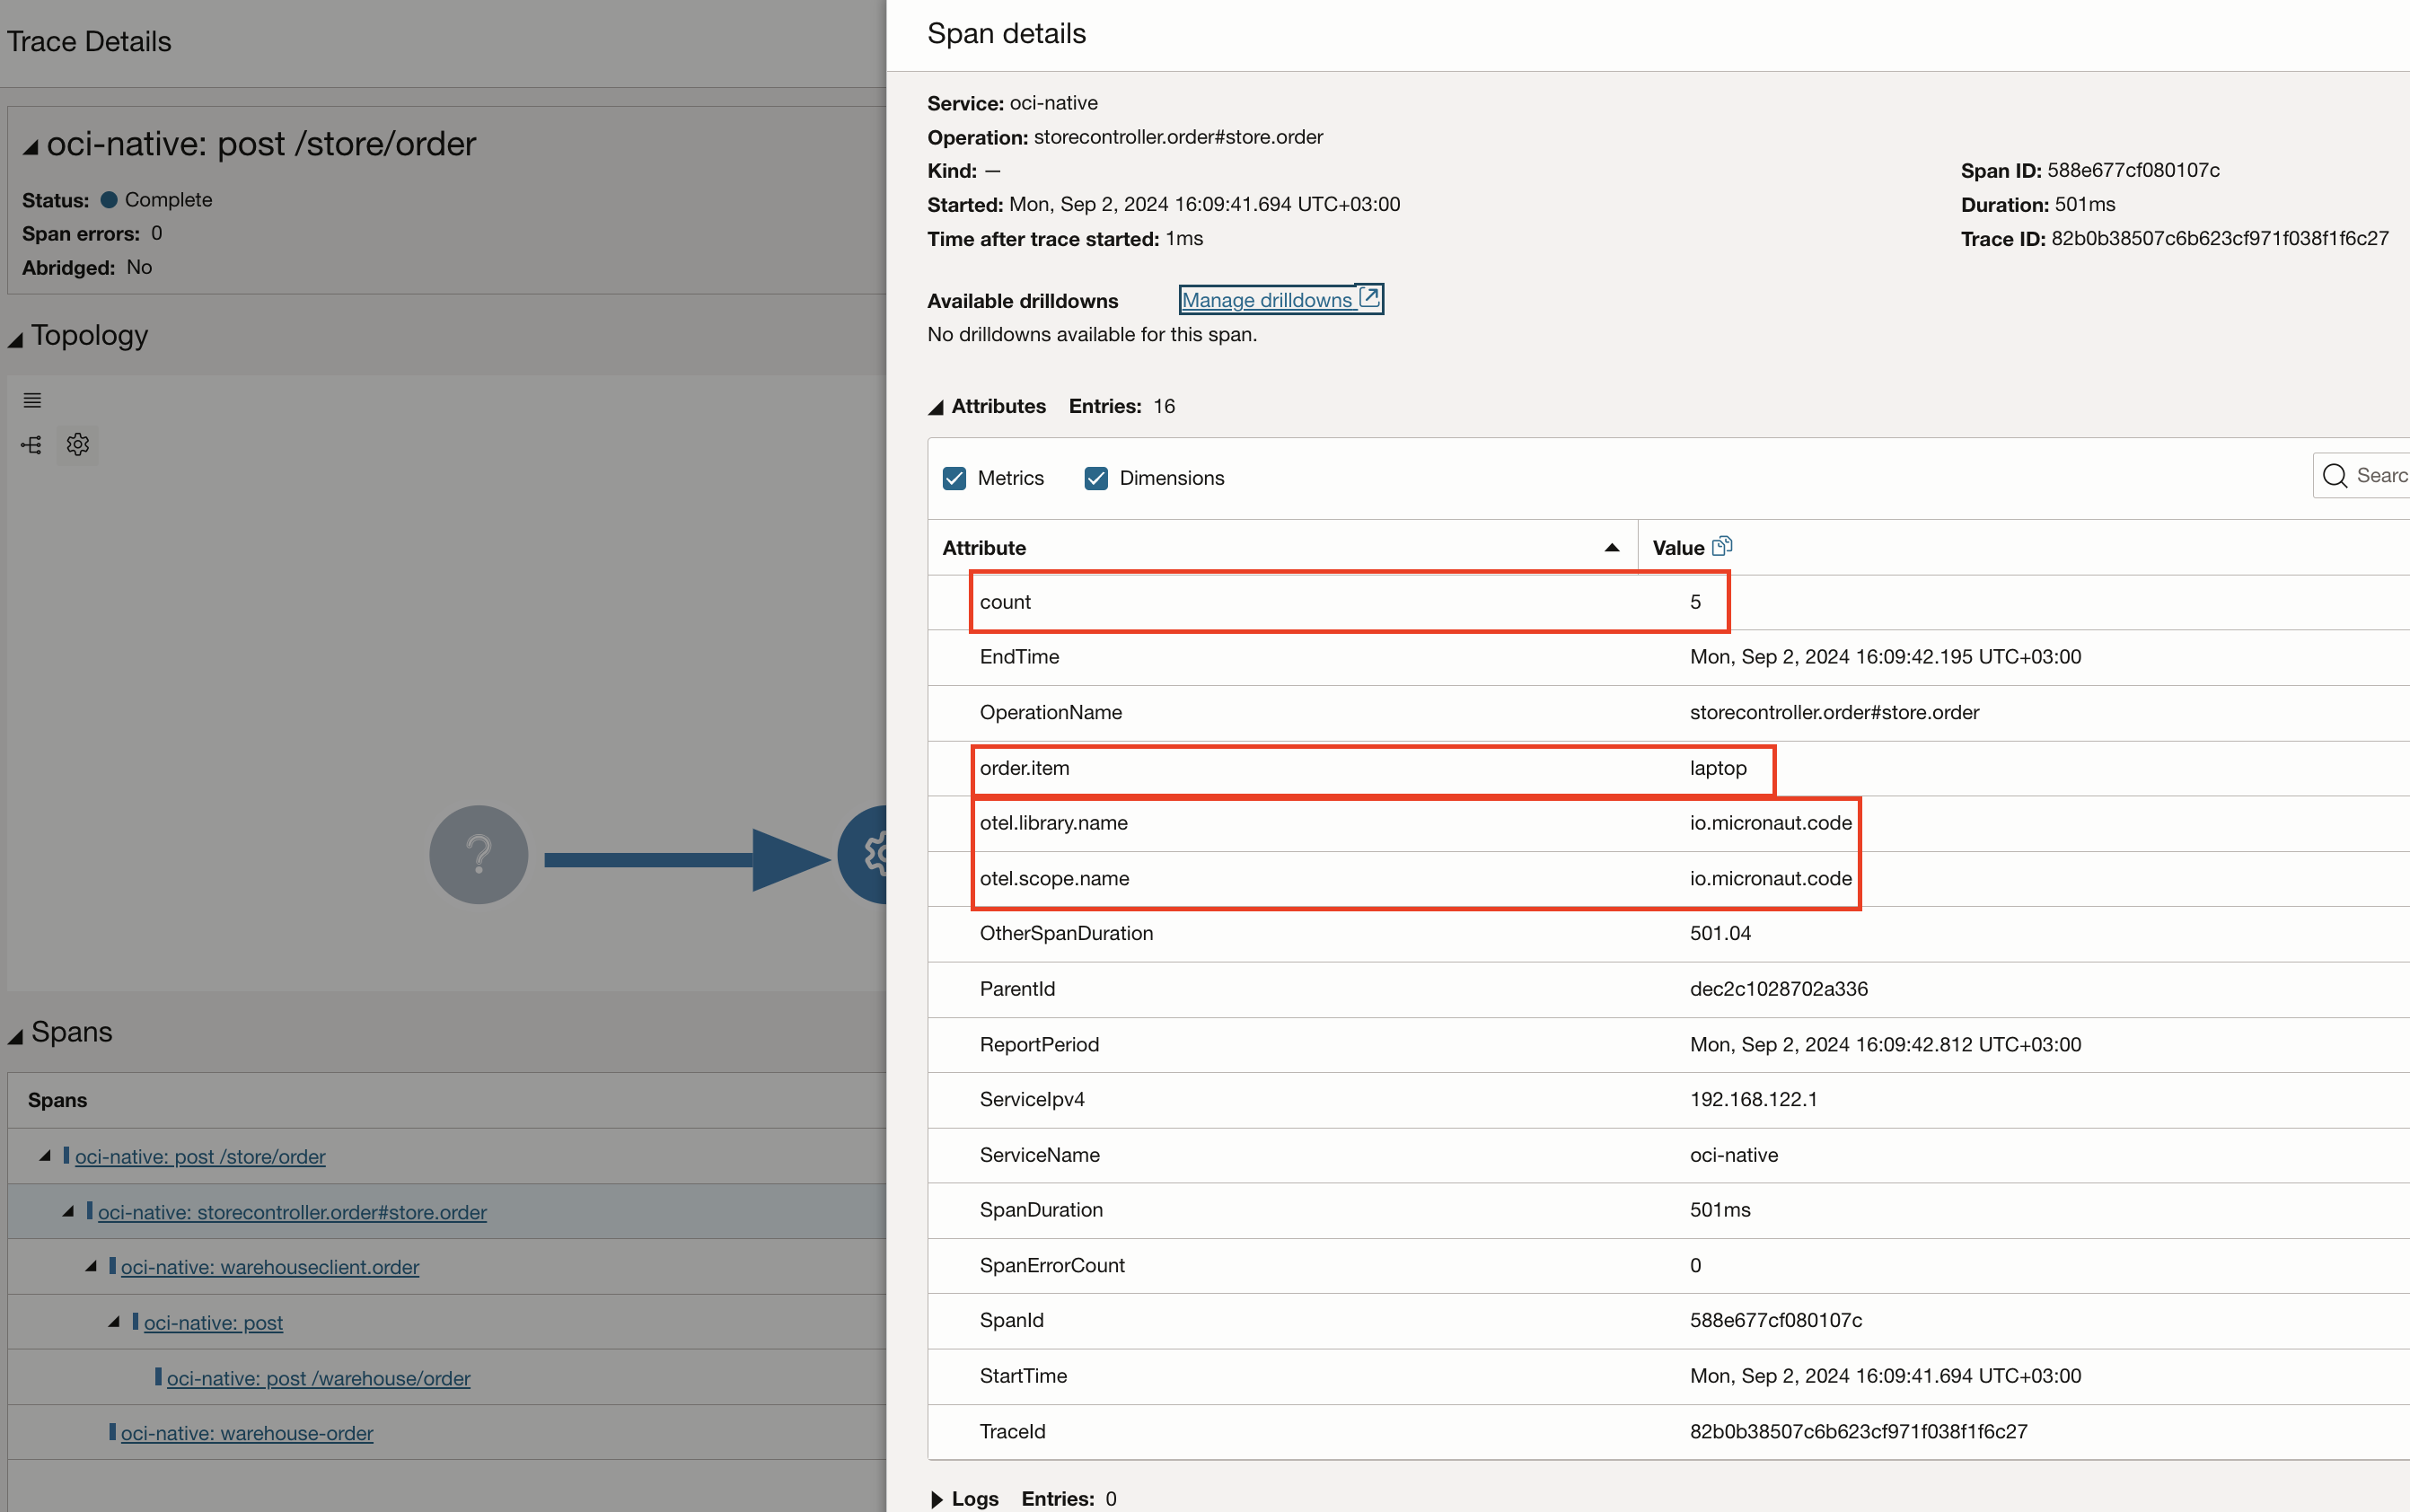 Trace Details
oci-native: post /store/order
Status: Complete
Span errors: 0
Abridged: No
Topology
?
Spans
Spans
oci-native: post /store/order
oci-native: storecontroller.order#store.order
oci-native: warehouseclient.order
oci-native: post
oci-native: post /warehouse/order
oci-native: warehouse-order
Span details
Service: oci-native
Operation: storecontroller.order#store.order
Kind: —
Started: Mon, Sep 2, 2024 16:09:41.694 UTC+03:00
Time after trace started: 1ms
Span ID: 588e677cf080107c
Duration: 501ms
Trace ID: 82b0b38507c6b623cf971f038f1f6c27
Available drilldowns Manage drilldowns
No drilldowns available for this span.
Attributes Entries: 16
Metrics Dimensions Searc
Attribute Value
count 5
EndTime Mon, Sep 2, 2024 16:09:42.195 UTC+03:00
OperationName storecontroller.order#store.order
order.item laptop
otel.library.name io.micronaut.code
otel.scope.name io.micronaut.code
OtherSpanDuration 501.04
ParentId dec2c1028702a336
ReportPeriod Mon, Sep 2, 2024 16:09:42.812 UTC+03:00
ServiceIpv4 192.168.122.1
ServiceName oci-native
SpanDuration 501ms
SpanErrorCount 0
SpanId 588e677cf080107c
StartTime Mon, Sep 2, 2024 16:09:41.694 UTC+03:00
TraceId 82b0b38507c6b623cf971f038f1f6c27
Logs Entries: 0